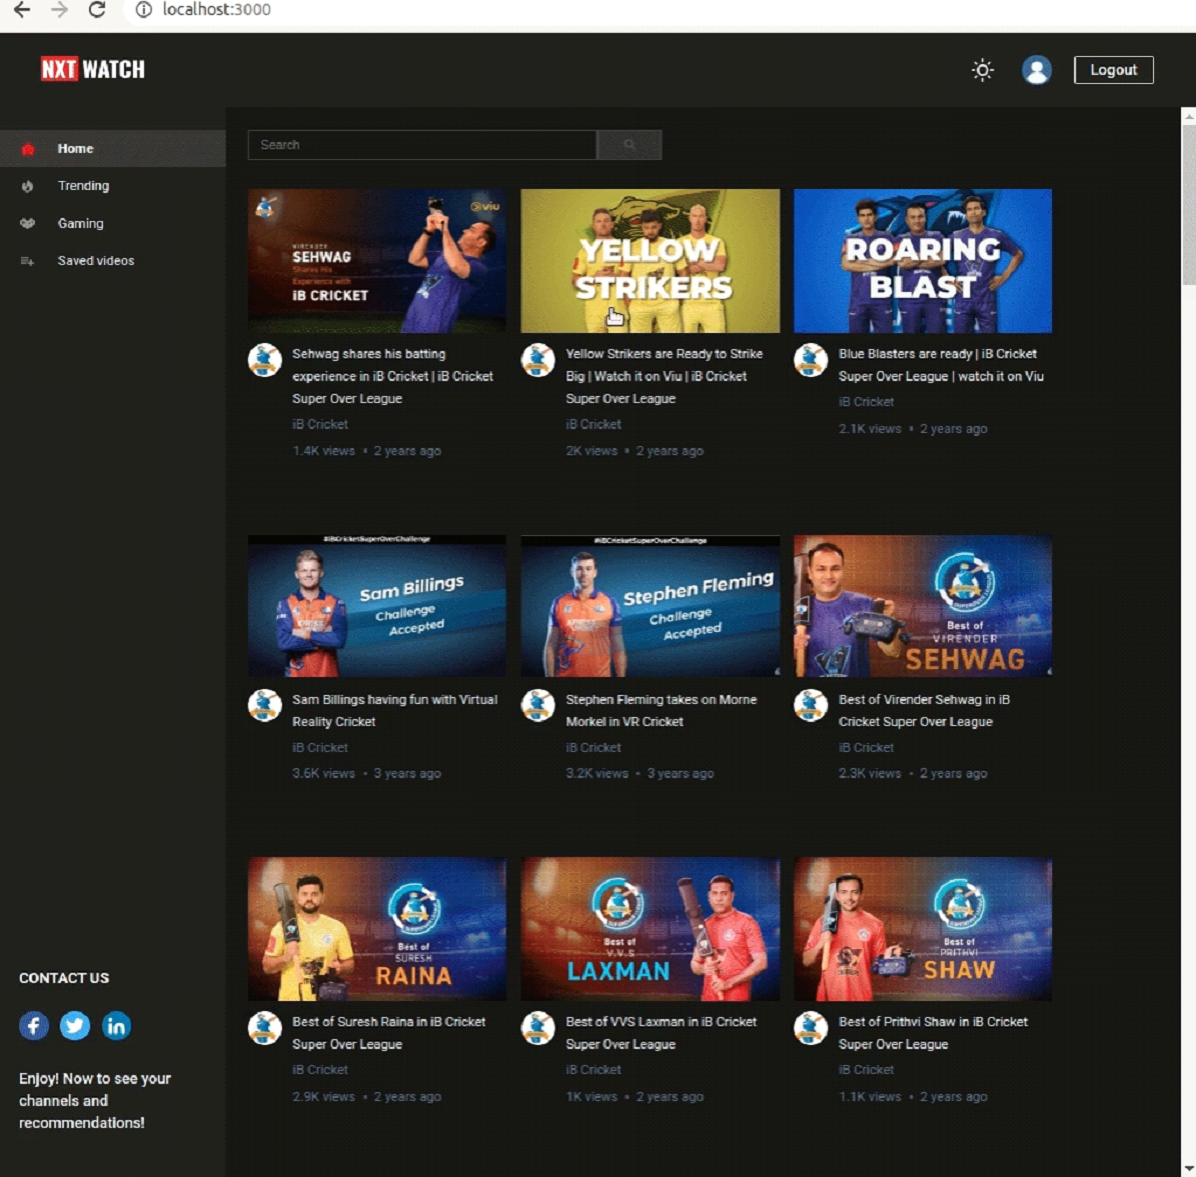 localhost:3000
NXT WATCH
Logout
Home
Trending
Gaming
Saved videos
Search
viu
VIRENDER
SEHWAG
Shares His
Experience with
iB CRICKET
YELLOW
STRIKERS
ROARING
BLAST
Sehwag shares his batting
experience in iB Cricket | iB Cricket
Super Over League
iB Cricket
1.4K views • 2 years ago
Yellow Strikers are Ready to Strike
Big | Watch it on Viu | iB Cricket
Super Over League
iB Cricket
2K views • 2 years ago
Blue Blasters are ready | iB Cricket
Super Over League | watch it on Viu
iB Cricket
2.1K views • 2 years ago
#iBCricketSuperOverChallenge
Sam Billings
Challenge
Accepted
#iBCricketSuperOverChallenge
Stephen Fleming
Challenge
Accepted
Best of
VIRENDER
SEHWAG
Sam Billings having fun with Virtual
Reality Cricket
iB Cricket
3.6K views • 3 years ago
Stephen Fleming takes on Morne
Morkel in VR Cricket
iB Cricket
3.2K views • 3 years ago
Best of Virender Sehwag in iB
Cricket Super Over League
iB Cricket
2.3K views • 2 years ago
Best of
SURESH
RAINA
Best of
V.V.S
LAXMAN
Best of
PRITHVI
SHAW
Best of Suresh Raina in iB Cricket
Super Over League
iB Cricket
2.9K views • 2 years ago
Best of VVS Laxman in iB Cricket
Super Over League
iB Cricket
1K views • 2 years ago
Best of Prithvi Shaw in iB Cricket
Super Over League
iB Cricket
1.1K views • 2 years ago
CONTACT US
f
in
Enjoy! Now to see your
channels and
recommendations!